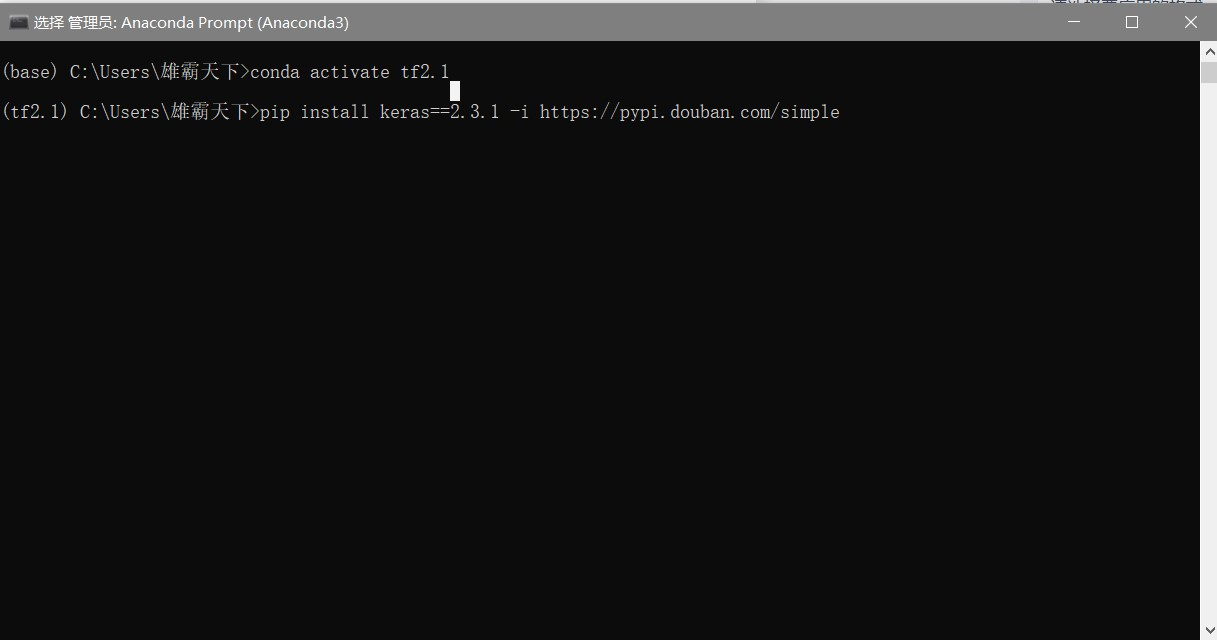 选择 管理员: Anaconda Prompt (Anaconda3)
(base) C:\Users\雄霸天下>conda activate tf2.1
(tf2.1) C:\Users\雄霸天下>pip install keras==2.3.1 -i https://pypi.douban.com/simple